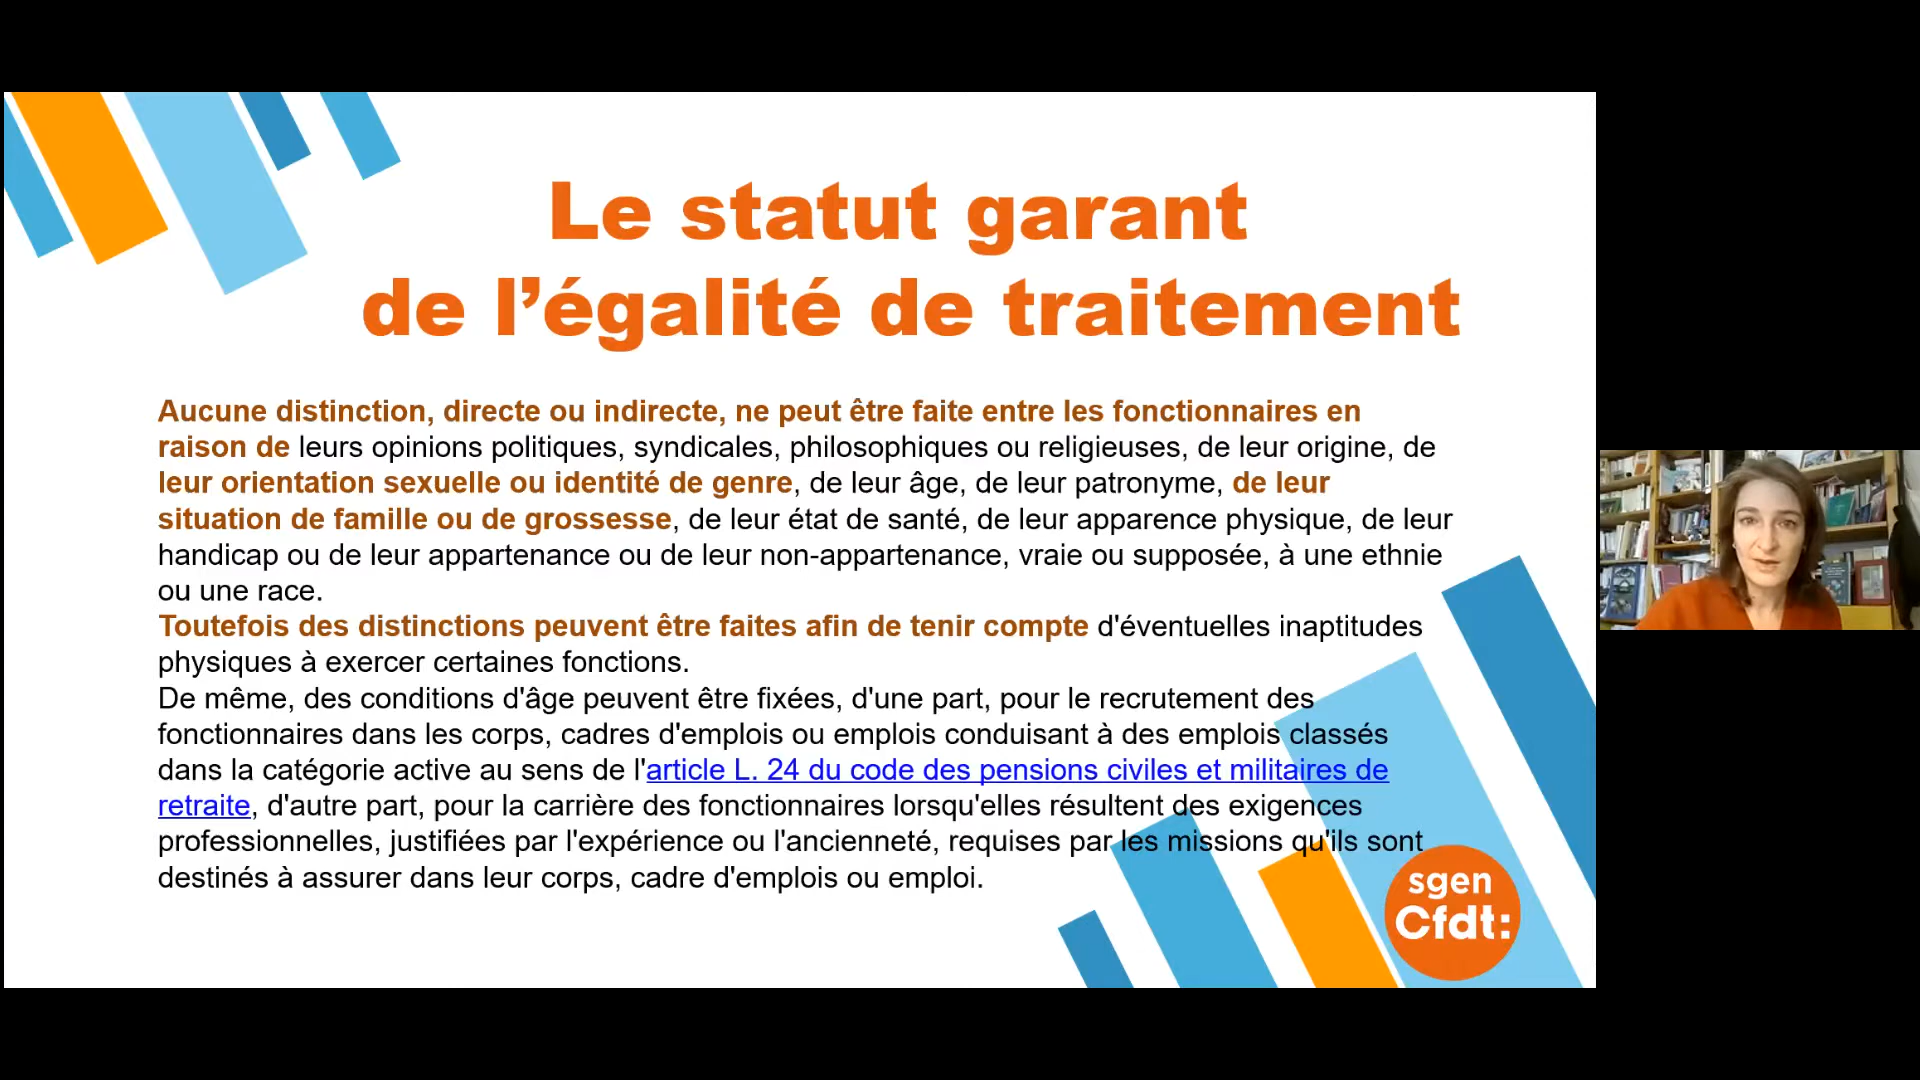 Le statut garant
de l’égalité de traitement
Aucune distinction, directe ou indirecte, ne peut être faite entre les fonctionnaires en
raison de leurs opinions politiques, syndicales, philosophiques ou religieuses, de leur origine, de
leur orientation sexuelle ou identité de genre, de leur âge, de leur patronyme, de leur
situation de famille ou de grossesse, de leur état de santé, de leur apparence physique, de leur
handicap ou de leur appartenance ou de leur non-appartenance, vraie ou supposée, à une ethnie
ou une race.
Toutefois des distinctions peuvent être faites afin de tenir compte d'éventuelles inaptitudes
physiques à exercer certaines fonctions.
De même, des conditions d'âge peuvent être fixées, d'une part, pour le recrutement des
fonctionnaires dans les corps, cadres d'emplois ou emplois conduisant à des emplois classés
dans la catégorie active au sens de l'article L. 24 du code des pensions civiles et militaires de
retraite, d'autre part, pour la carrière des fonctionnaires lorsqu'elles résultent des exigences
professionnelles, justifiées par l'expérience ou l'ancienneté, requises par les missions qu'ils sont
destinés à assurer dans leur corps, cadre d'emplois ou emploi.
sgen
Cfdt: